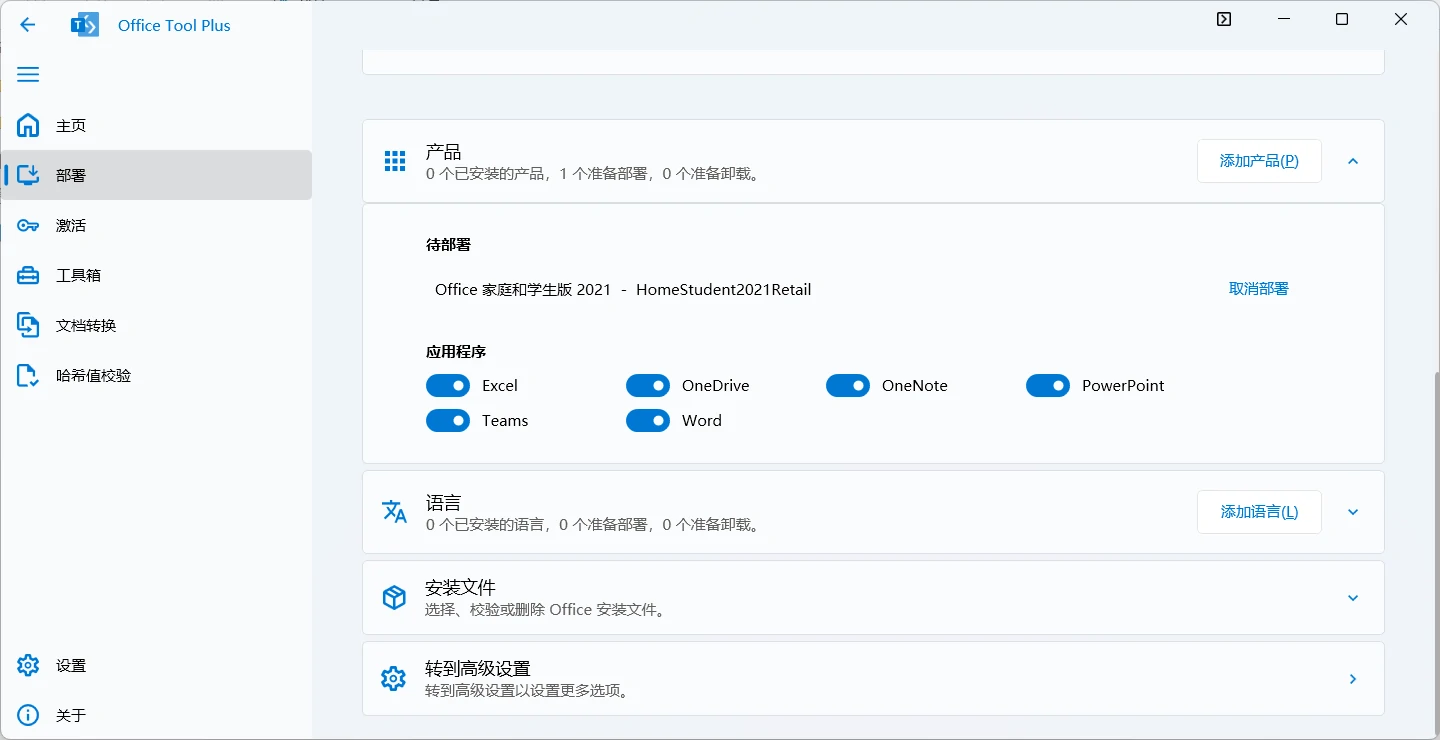 Office Tool Plus
主页
部署
激活
工具箱
文档转换
哈希值校验
设置
关于
产品
0 个已安装的产品，1 个准备部署，0 个准备卸载。
添加产品(P)
待部署
Office 家庭和学生版 2021 - HomeStudent2021Retail
取消部署
应用程序
Excel OneDrive OneNote PowerPoint
Teams Word
语言
0 个已安装的语言，0 个准备部署，0 个准备卸载。
添加语言(L)
安装文件
选择、校验或删除 Office 安装文件。
转到高级设置
转到高级设置以设置更多选项。